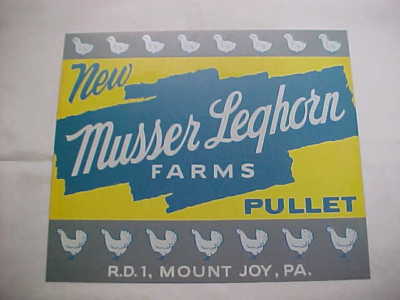 New
Musser Leghorn
FARMS
PULLET
R.D. 1, MOUNT JOY, PA.